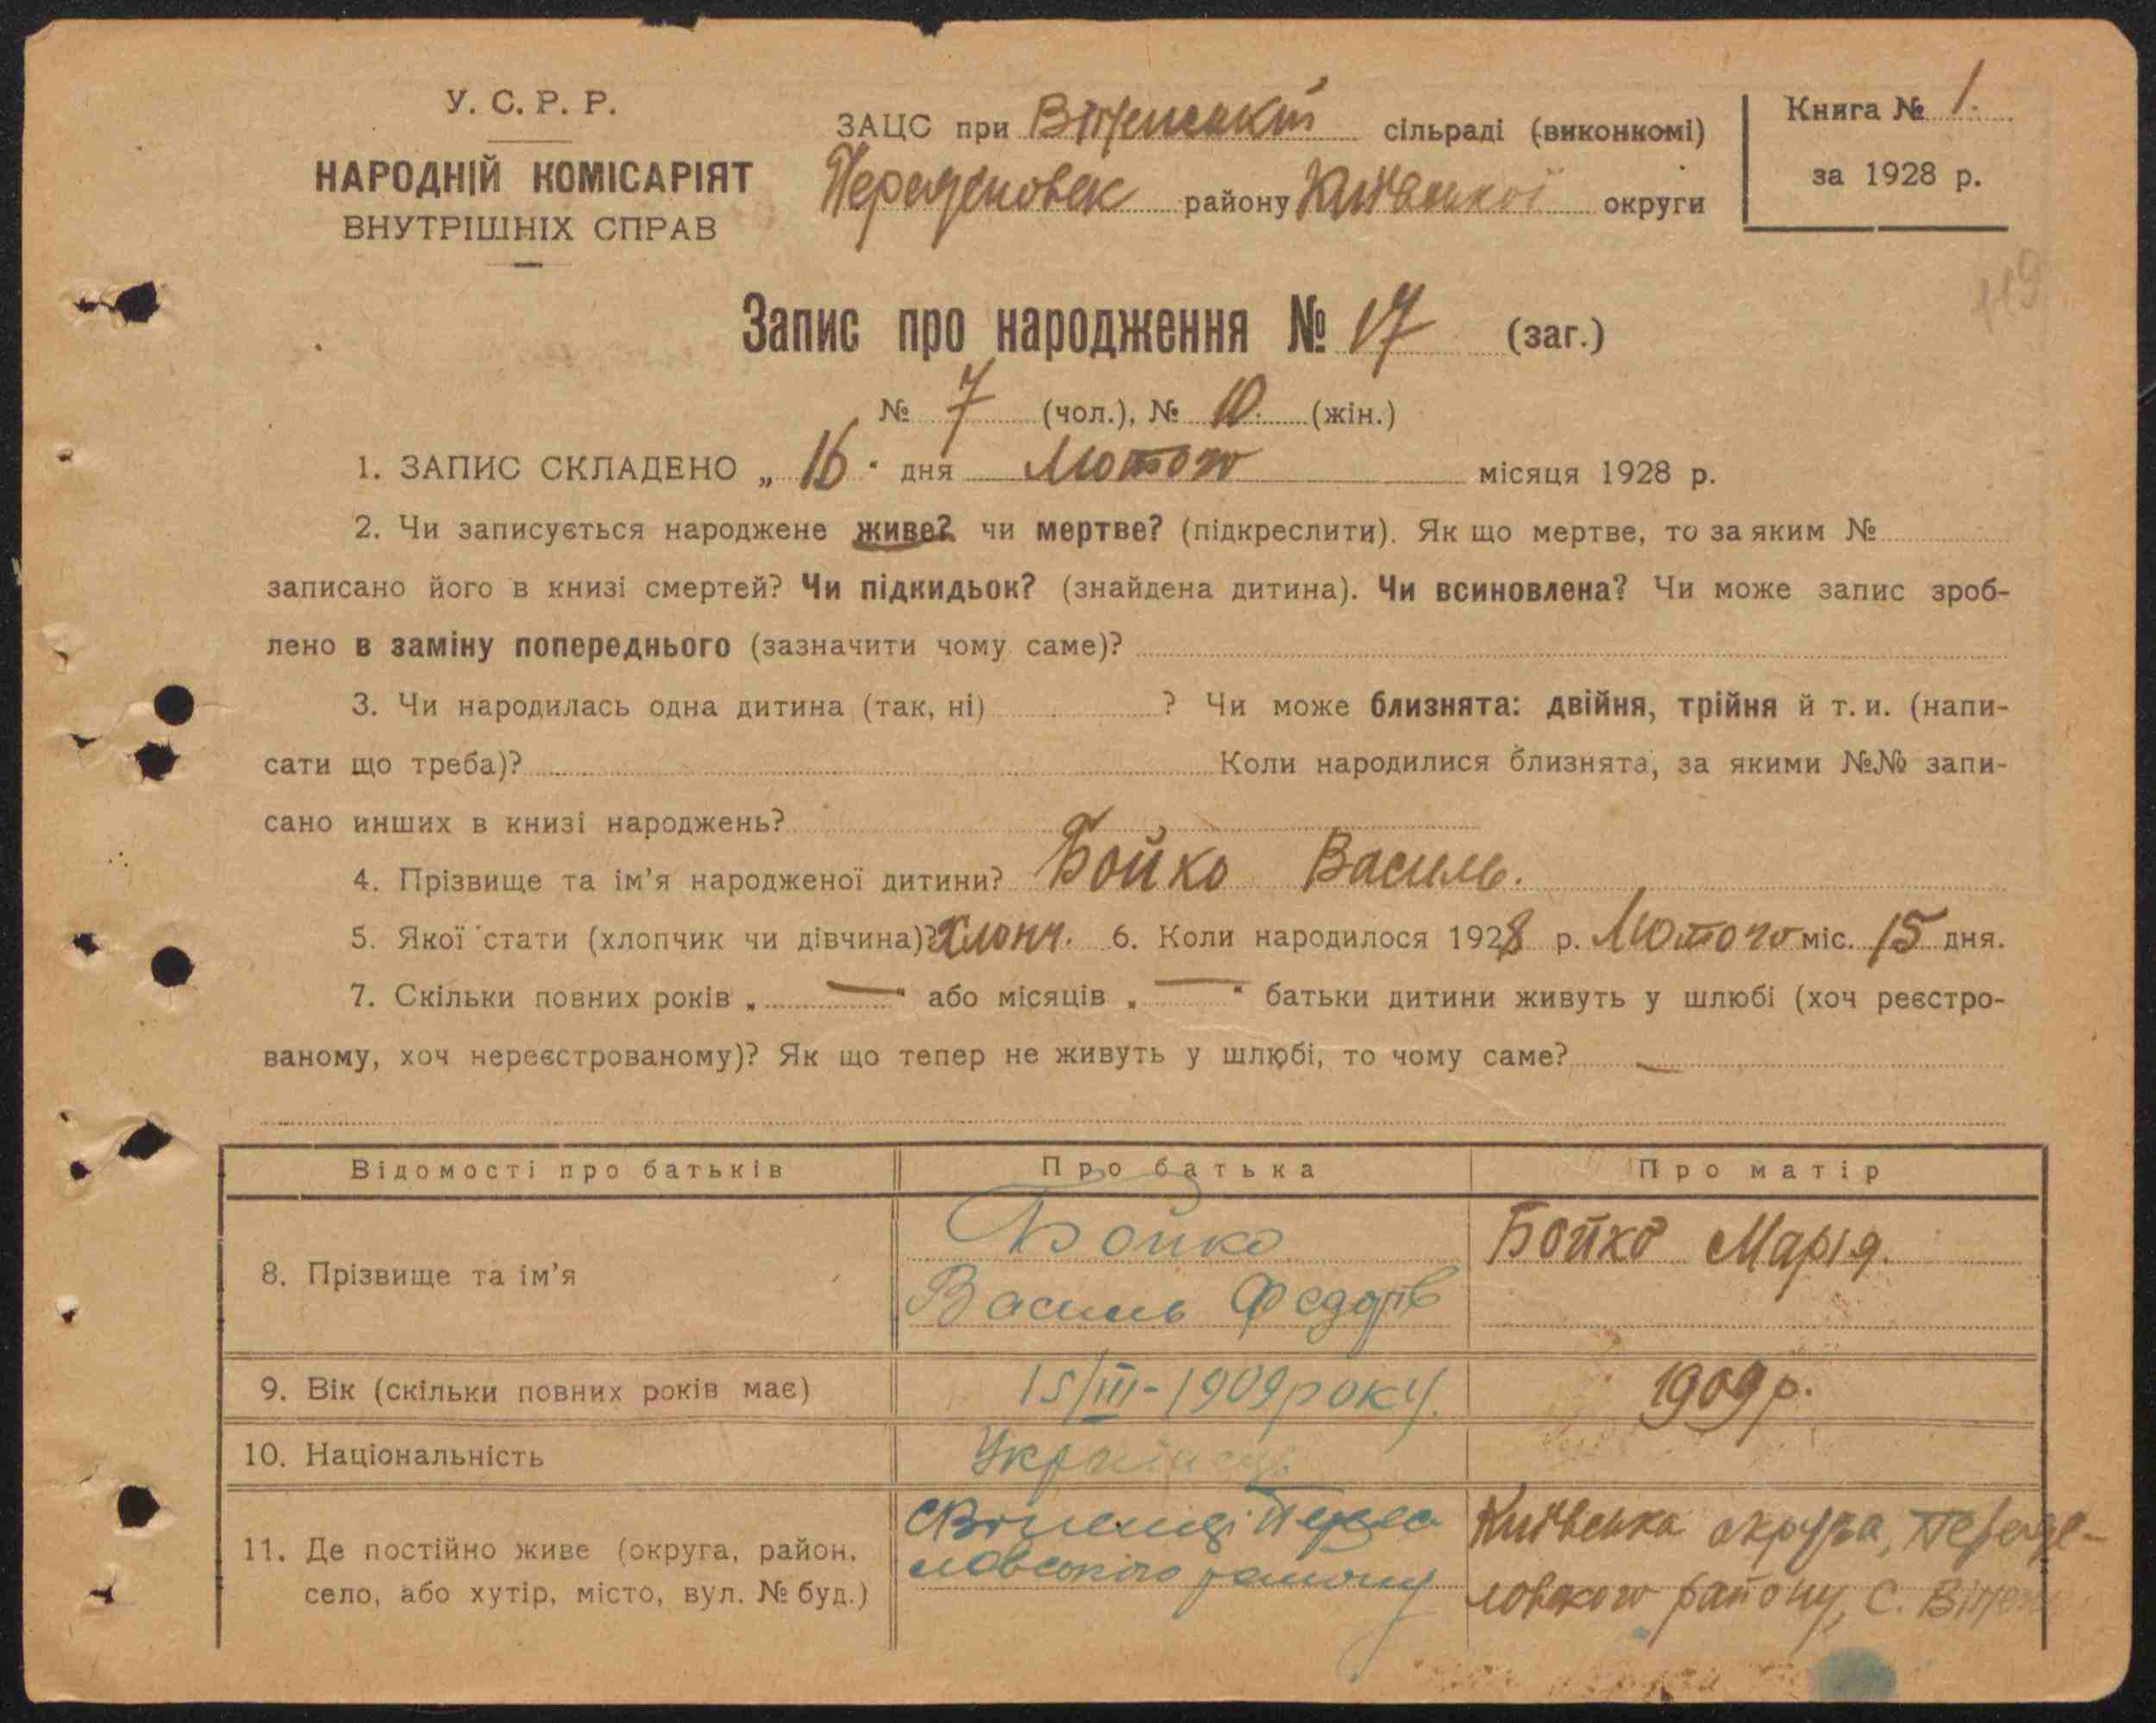 У. С. Р. Р.
НАРОДНІЙ КОМІСАРІЯТ
ВНУТРІШНІХ СПРАВ
ЗАЦС при сільраді (виконкомі)
району округи
Книга № 1.
за 1928 р.
119
Запис про народження № 17 (заг.)
№ 7 (чол.), № 10 (жін.)
1. ЗАПИС СКЛАДЕНО „ 16 " дня Лютого місяця 1928 р.
2. Чи записується народжене живе? чи мертве? (підкреслити). Як що мертве, то за яким №
записано його в книзі смертей? Чи підкидьок? (знайдена дитина). Чи всиновлена? Чи може запис зроб-
лено в заміну попереднього (зазначити чому саме)?
3. Чи народилась одна дитина (так, ні) ? Чи може близнята: двійня, трійня й т. и. (напи-
сати що треба)? Коли народилися близнята, за якими №№ запи-
сано инших в книзі народжень?
4. Прізвище та ім'я народженої дитини? Бойко Василь.
5. Якої стати (хлопчик чи дівчина)? Хлопч. 6. Коли народилося 1928 р. Лютого міс. 15 дня.
7. Скільки повних років „ — " або місяців „ — " батьки дитини живуть у шлюбі (хоч реєстро-
ваному, хоч нереєстрованому)? Як що тепер не живуть у шлюбі, то чому саме? —
Відомості про батьків Про батька Про матір
8. Прізвище та ім'я
Бойко
Василь Федорів
Бойко Марія.
9. Вік (скільки повних років має) 15/III-1909 року. 1909 р.
10. Національність Українець
11. Де постійно живе (округа, район,
село, або хутір, місто, вул. № буд.)
району
Київська округа,
району, с.